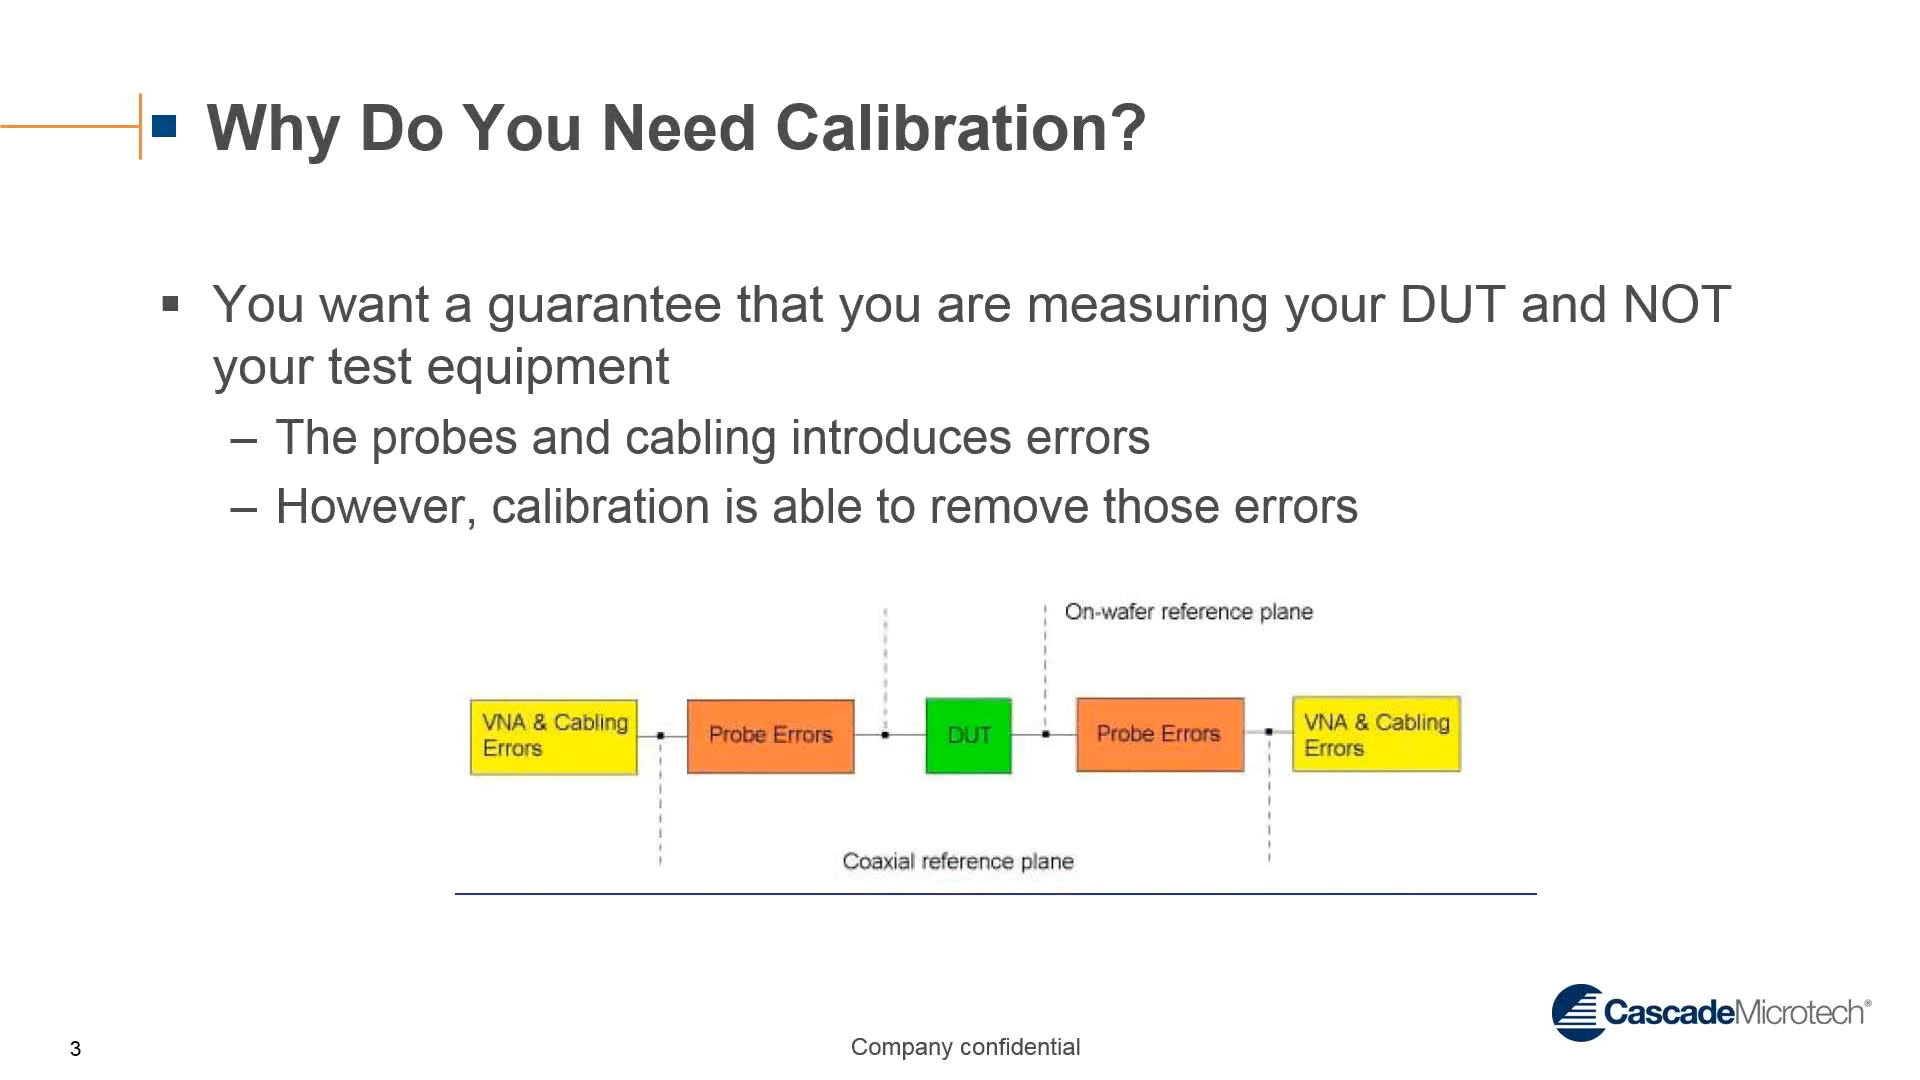 Why Do You Need Calibration?
You want a guarantee that you are measuring your DUT and NOT
your test equipment
– The probes and cabling introduces errors
– However, calibration is able to remove those errors
On-wafer reference plane
VNA & Cabling
Errors
Probe Errors
DUT
Probe Errors
VNA & Cabling
Errors
Coaxial reference plane
CascadeMicrotech®
3
Company confidential